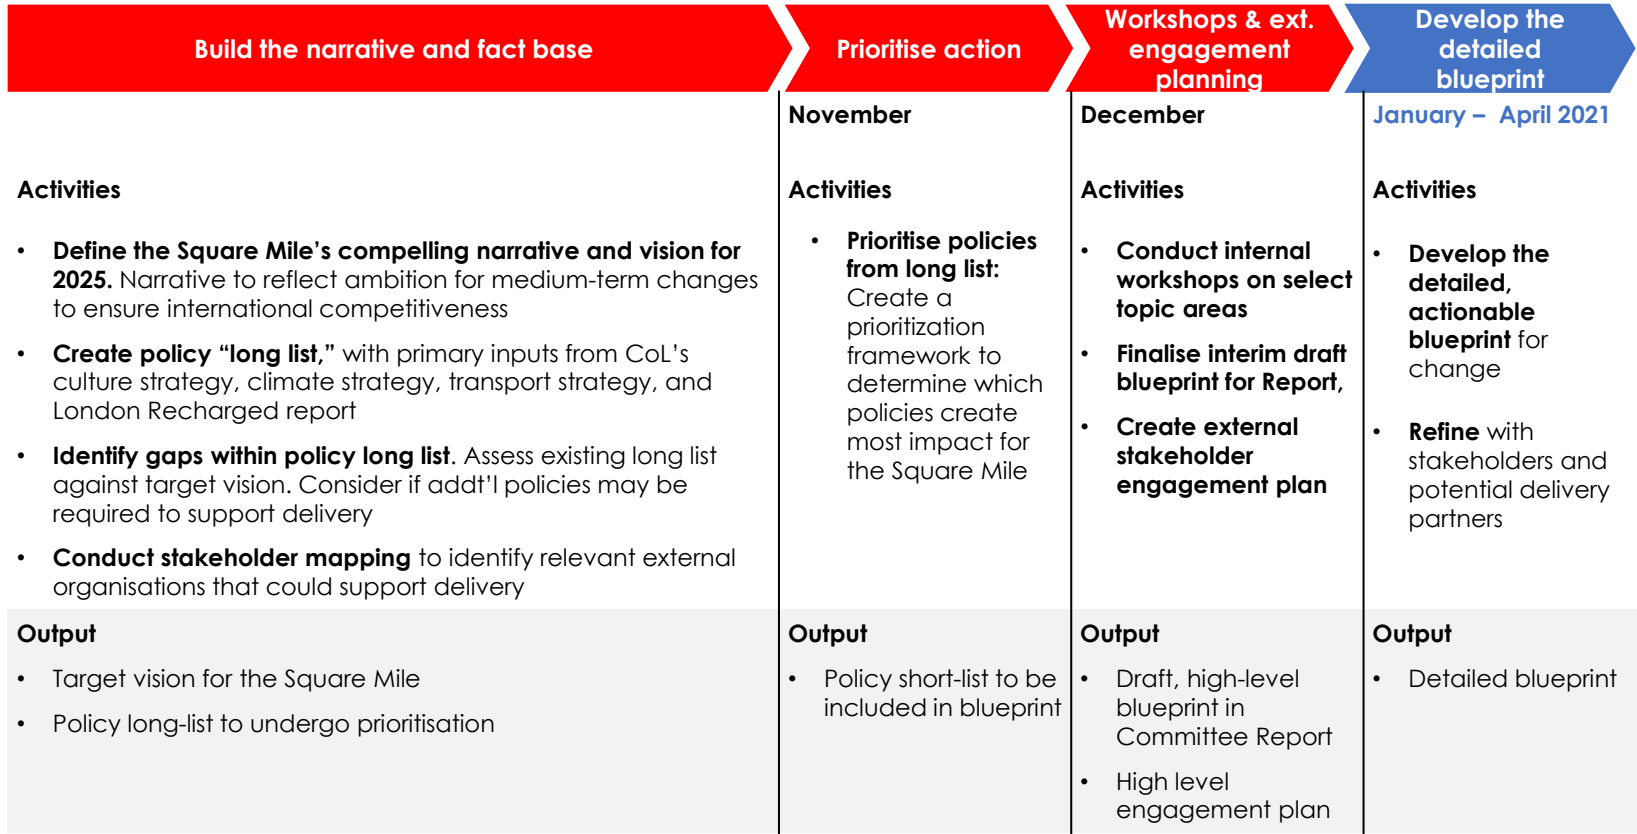 Build the narrative and fact base
Prioritise action
Workshops & ext.
engagement
planning
Develop the
detailed
blueprint
November
December
January – April 2021
Activities
• Define the Square Mile’s compelling narrative and vision for
2025. Narrative to reflect ambition for medium-term changes
to ensure international competitiveness
• Create policy “long list,” with primary inputs from CoL’s
culture strategy, climate strategy, transport strategy, and
London Recharged report
• Identify gaps within policy long list. Assess existing long list
against target vision. Consider if addt’l policies may be
required to support delivery
• Conduct stakeholder mapping to identify relevant external
organisations that could support delivery
Activities
• Prioritise policies
from long list:
Create a
prioritization
framework to
determine which
policies create
most impact for
the Square Mile
Activities
• Conduct internal
workshops on select
topic areas
• Finalise interim draft
blueprint for Report,
• Create external
stakeholder
engagement plan
Activities
• Develop the
detailed,
actionable
blueprint for
change
• Refine with
stakeholders and
potential delivery
partners
Output
• Target vision for the Square Mile
• Policy long-list to undergo prioritisation
Output
• Policy short-list to be
included in blueprint
Output
• Draft, high-level
blueprint in
Committee Report
• High level
engagement plan
Output
• Detailed blueprint